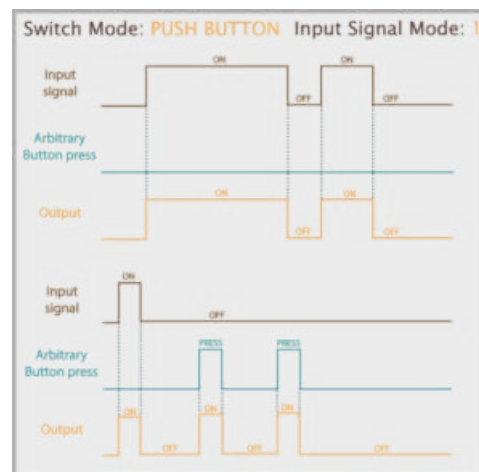 Switch Mode: PUSH BUTTON Input Signal Mode: 1
ON ON
Input
signal
OFF OFF
Arbitrary
Button press
ON ON
Output
OFF OFF
ON
Input
signal
OFF
PRESS PRESS
Arbitrary
Button press
ON ON ON
Output
OFF OFF OFF